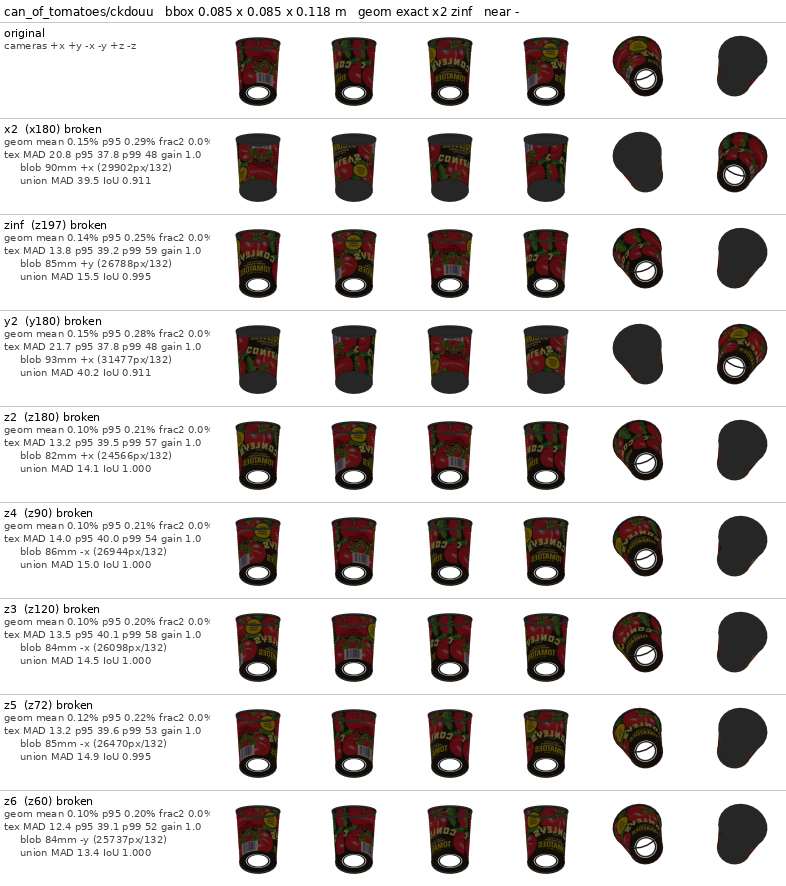 can_of_tomatoes/ckdouu bbox 0.085 x 0.085 x 0.118 m geom exact x2 zinf near -
original
cameras +x +y -x -y +z -z
x2 (x180) broken
geom mean 0.15% p95 0.29% frac2 0.0%
tex MAD 20.8 p95 37.8 p99 48 gain 1.0
blob 90mm +x (29902px/132)
union MAD 39.5 IoU 0.911
zinf (z197) broken
geom mean 0.14% p95 0.25% frac2 0.0%
tex MAD 13.8 p95 39.2 p99 59 gain 1.0
blob 85mm +y (26788px/132)
union MAD 15.5 IoU 0.995
y2 (y180) broken
geom mean 0.15% p95 0.28% frac2 0.0%
tex MAD 21.7 p95 37.8 p99 48 gain 1.0
blob 93mm +x (31477px/132)
union MAD 40.2 IoU 0.911
z2 (z180) broken
geom mean 0.10% p95 0.21% frac2 0.0%
tex MAD 13.2 p95 39.5 p99 57 gain 1.0
blob 82mm +x (24566px/132)
union MAD 14.1 IoU 1.000
z4 (z90) broken
geom mean 0.10% p95 0.21% frac2 0.0%
tex MAD 14.0 p95 40.0 p99 54 gain 1.0
blob 86mm -x (26944px/132)
union MAD 15.0 IoU 1.000
z3 (z120) broken
geom mean 0.10% p95 0.20% frac2 0.0%
tex MAD 13.5 p95 40.1 p99 58 gain 1.0
blob 84mm -x (26098px/132)
union MAD 14.5 IoU 1.000
z5 (z72) broken
geom mean 0.12% p95 0.22% frac2 0.0%
tex MAD 13.2 p95 39.6 p99 53 gain 1.0
blob 85mm -x (26470px/132)
union MAD 14.9 IoU 0.995
z6 (z60) broken
geom mean 0.10% p95 0.20% frac2 0.0%
tex MAD 12.4 p95 39.1 p99 52 gain 1.0
blob 84mm -y (25737px/132)
union MAD 13.4 IoU 1.000